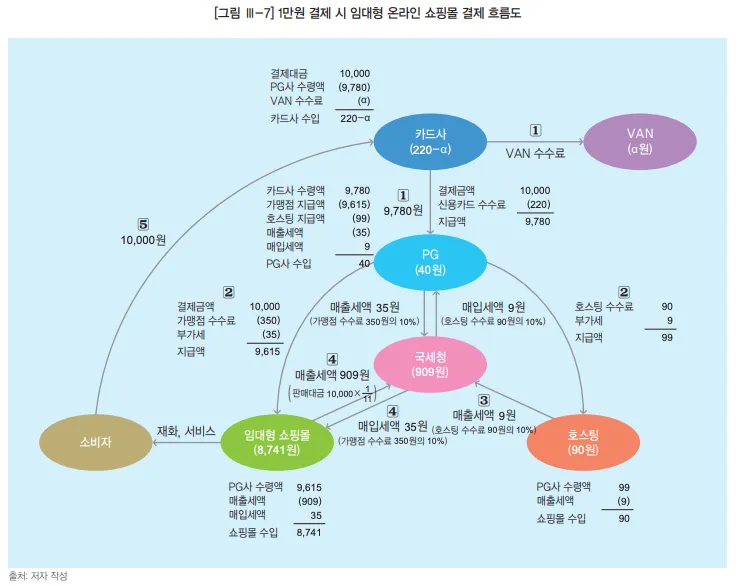 [그림 Ⅲ-7] 1만원 결제 시 임대형 온라인 쇼핑몰 결제 흐름도
결제대금 10,000
PG사 수령액 (9,780)
VAN 수수료 (α)
카드사 수입 220-α
카드사
(220-α)
1
VAN 수수료
VAN
(α원)
카드사 수령액 9,780
가맹점 지급액 (9,615)
호스팅 지급액 (99)
매출세액 (35)
매입세액 9
PG사 수입 40
1
9,780원
결제금액 10,000
신용카드 수수료 (220)
지급액 9,780
5
10,000원
PG
(40원)
2
결제금액 10,000
가맹점 수수료 (350)
부가세 (35)
지급액 9,615
매출세액 35원
(가맹점 수수료 350원의 10%)
매입세액 9원
(호스팅 수수료 90원의 10%)
2
호스팅 수수료 90
부가세 9
지급액 99
국세청
(909원)
4
매출세액 909원
(판매대금 10,000×1/11)
4
매입세액 35원
(가맹점 수수료 350원의 10%)
3
매출세액 9원
(호스팅 수수료 90원의 10%)
소비자
재화, 서비스
임대형 쇼핑몰
(8,741원)
호스팅
(90원)
PG사 수령액 9,615
매출세액 (909)
매입세액 35
쇼핑몰 수입 8,741
PG사 수령액 99
매출세액 (9)
쇼핑몰 수입 90
출처: 저자 작성